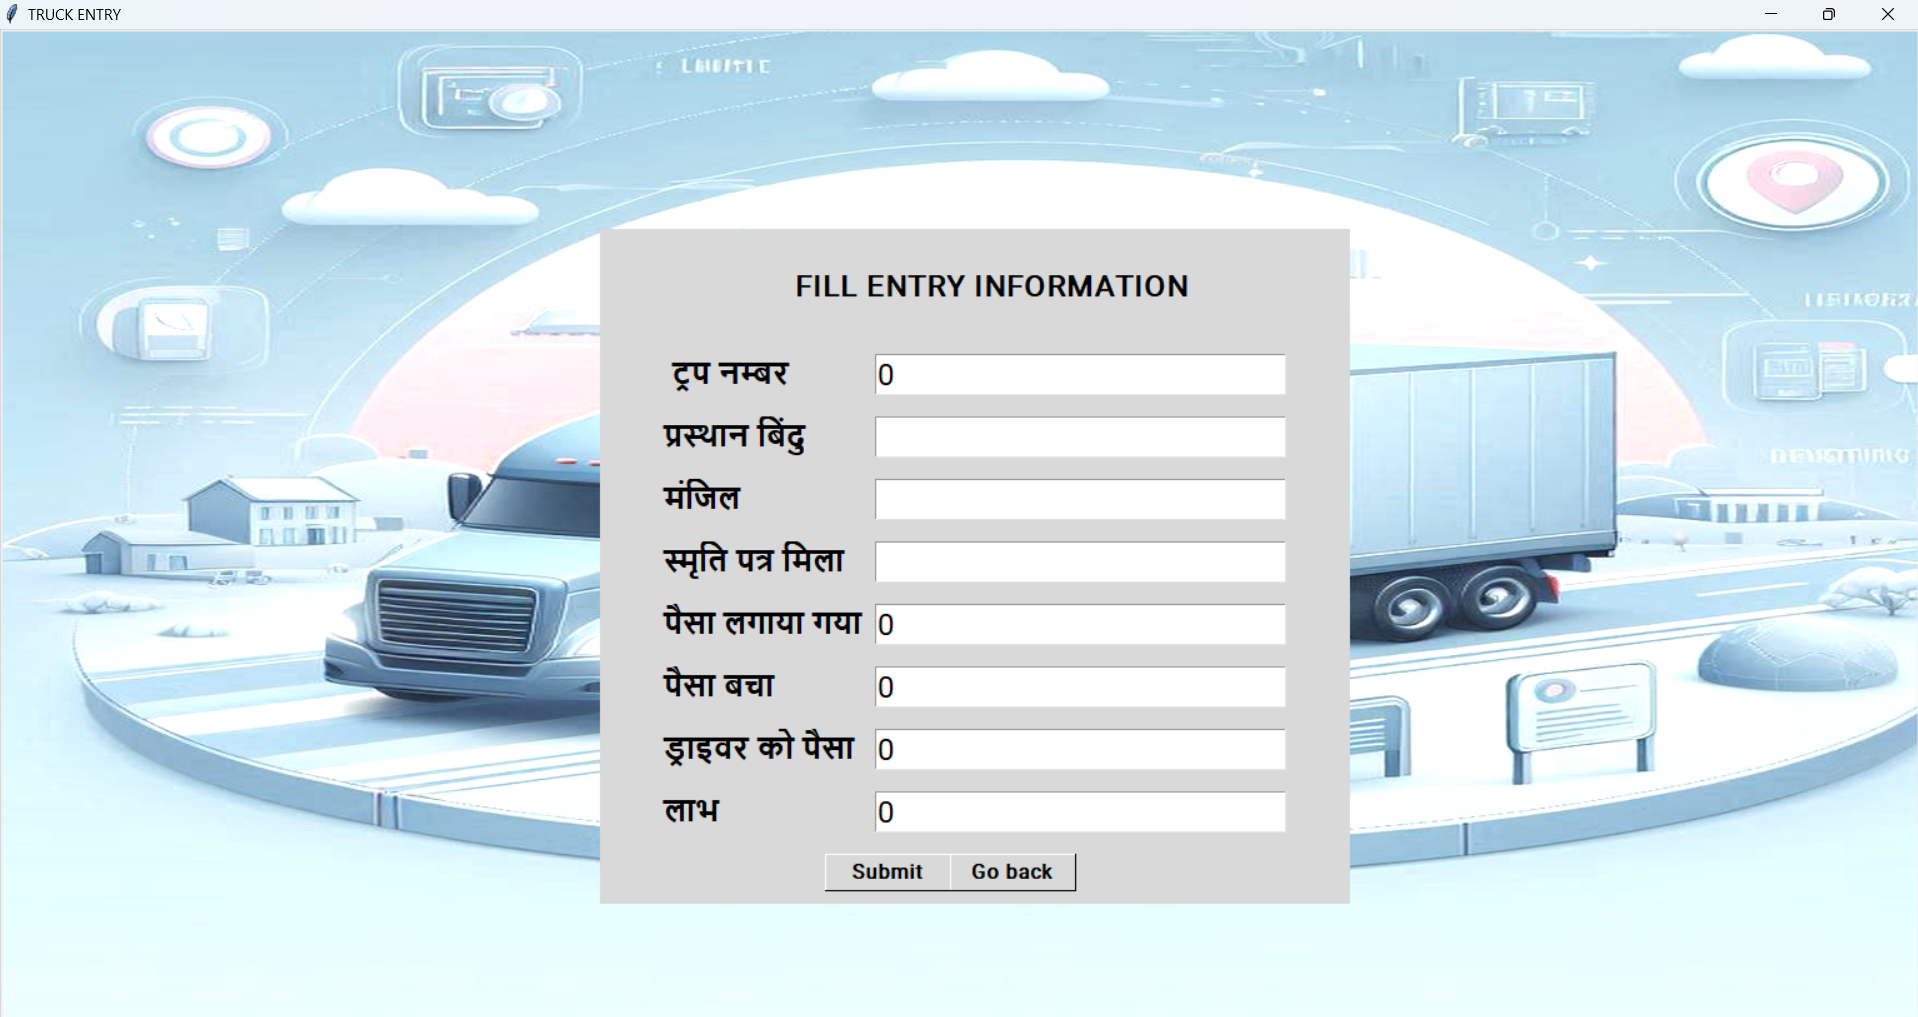 TRUCK ENTRY
FILL ENTRY INFORMATION
ट्रप नम्बर 0
प्रस्थान बिंदु
मंजिल
स्मृति पत्र मिला
पैसा लगाया गया 0
पैसा बचा 0
ड्राइवर को पैसा 0
लाभ 0
Submit Go back